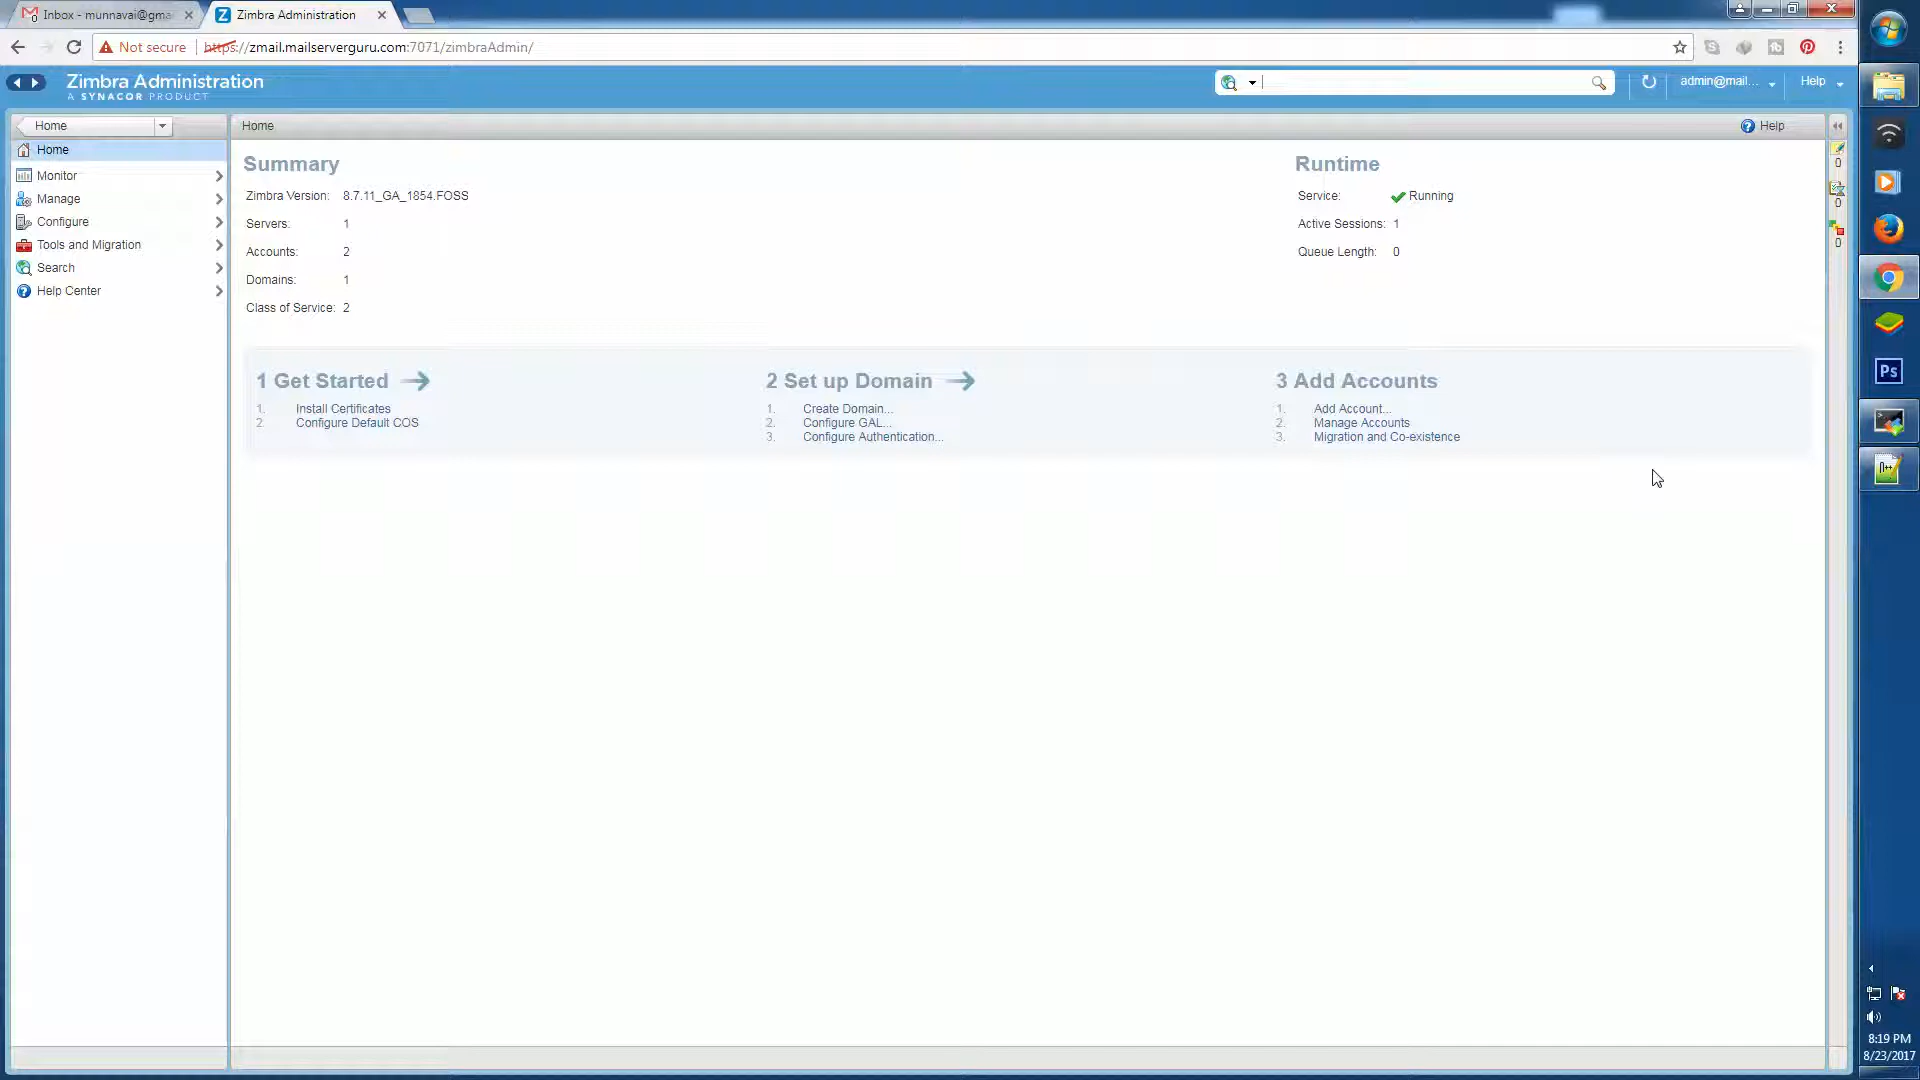 Inbox - munnavai@gma
Zimbra Administration
Not secure
https://zmail.mailserverguru.com:7071/zimbraAdmin/
Zimbra Administration
A SYNACOR PRODUCT
admin@mail...
Help
Home
Home
Monitor
Manage
Configure
Tools and Migration
Search
Help Center
Home
Help
Summary
Zimbra Version: 8.7.11_GA_1854.FOSS
Servers: 1
Accounts: 2
Domains: 1
Class of Service: 2
Runtime
Service: Running
Active Sessions: 1
Queue Length: 0
0
0
0
1 Get Started
1. Install Certificates
2. Configure Default COS
2 Set up Domain
1. Create Domain...
2. Configure GAL...
3. Configure Authentication...
3 Add Accounts
1. Add Account...
2. Manage Accounts
3. Migration and Co-existence
Ps
8:19 PM
8/23/2017